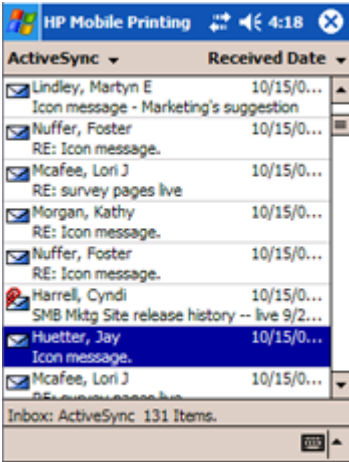 HP Mobile Printing 4:18
ActiveSync Received Date
Lindley, Martyn E 10/15/0...
Icon message - Marketing's suggestion
Nuffer, Foster 10/15/0...
RE: Icon message.
Mcafee, Lori J 10/15/0...
RE: survey pages live
Morgan, Kathy 10/15/0...
RE: Icon message.
Nuffer, Foster 10/15/0...
RE: Icon message.
Harrell, Cyndi 10/15/0...
SMB Mktg Site release history -- live 9/2...
Huetter, Jay 10/15/0...
Icon message.
Mcafee, Lori J 10/15/0...
RE: survey pages live
Inbox: ActiveSync 131 Items.